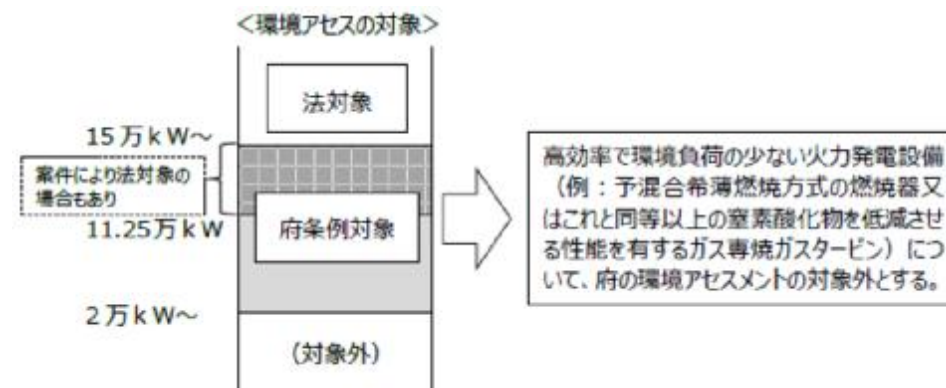 ＜環境アセスの対象＞
法対象
15万kW～
案件により法対象の
場合もあり
11.25万kW
府条例対象
2万kW～
（対象外）
高効率で環境負荷の少ない火力発電設備
（例：予混合希薄燃焼方式の燃焼器又
はこれと同等以上の窒素酸化物を低減させ
る性能を有するガス専焼ガスタービン）につ
いて、府の環境アセスメントの対象外とする。